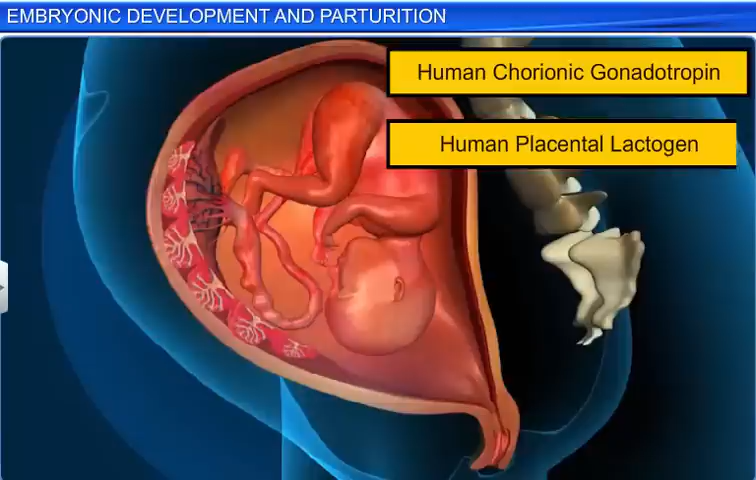 EMBRYONIC DEVELOPMENT AND PARTURITION
Human Chorionic Gonadotropin
Human Placental Lactogen